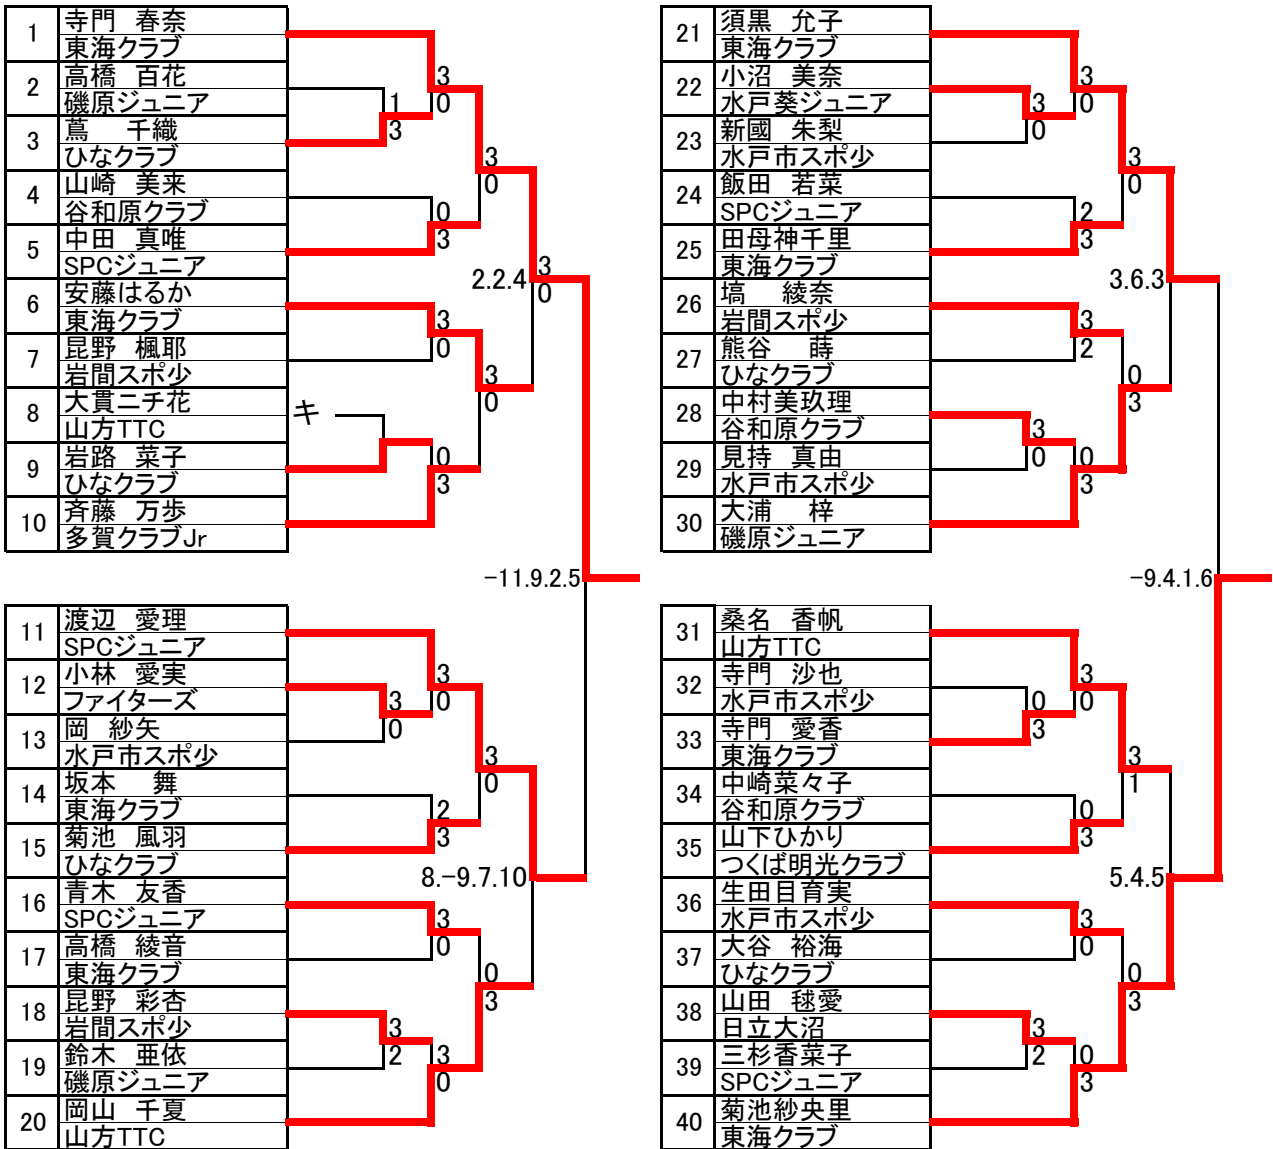 1
寺門 春奈
東海クラブ
2
高橋 百花
磯原ジュニア
3
蔦 千織
ひなクラブ
4
山崎 美来
谷和原クラブ
5
中田 真唯
SPCジュニア
6
安藤はるか
東海クラブ
7
昆野 楓耶
岩間スポ少
8
大貫ニチ花
山方TTC
キ
9
岩路 菜子
ひなクラブ
10
斉藤 万歩
多賀クラブJr
1
3
3
0
0
3
3
0
3
0
0
3
3
0
2.2.4
3
0
-11.9.2.5
11
渡辺 愛理
SPCジュニア
12
小林 愛実
ファイターズ
13
岡 紗矢
水戸市スポ少
14
坂本 舞
東海クラブ
15
菊池 風羽
ひなクラブ
16
青木 友香
SPCジュニア
17
高橋 綾音
東海クラブ
18
昆野 彩杏
岩間スポ少
19
鈴木 亜依
磯原ジュニア
20
岡山 千夏
山方TTC
3
0
3
0
2
3
3
0
3
0
3
2
3
0
0
3
8.-9.7.10
21
須黒 允子
東海クラブ
22
小沼 美奈
水戸葵ジュニア
23
新國 朱梨
水戸市スポ少
24
飯田 若菜
SPCジュニア
25
田母神千里
東海クラブ
26
塙 綾奈
岩間スポ少
27
熊谷 蒔
ひなクラブ
28
中村美玖理
谷和原クラブ
29
見持 真由
水戸市スポ少
30
大浦 梓
磯原ジュニア
3
0
3
0
2
3
3
0
3
2
3
0
0
3
0
3
3.6.3
-9.4.1.6
31
桑名 香帆
山方TTC
32
寺門 沙也
水戸市スポ少
33
寺門 愛香
東海クラブ
34
中崎菜々子
谷和原クラブ
35
山下ひかり
つくば明光クラブ
36
生田目育実
水戸市スポ少
37
大谷 裕海
ひなクラブ
38
山田 毬愛
日立大沼
39
三杉香菜子
SPCジュニア
40
菊池紗央里
東海クラブ
0
3
3
0
0
3
3
1
3
0
3
2
0
3
0
3
5.4.5